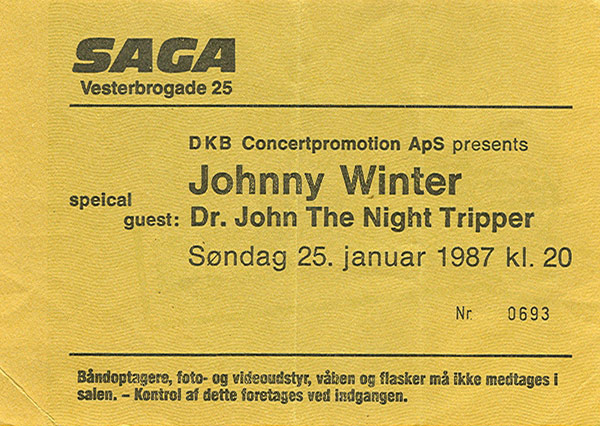 SAGA
Vesterbrogade 25
DKB Concertpromotion ApS presents
Johnny Winter
speical
guest: Dr. John The Night Tripper
Søndag 25. januar 1987 kl. 20
Nr 0693
Båndoptagere, foto- og videoudstyr, våben og flasker må ikke medtages i
salen. – Kontrol af dette foretages ved indgangen.